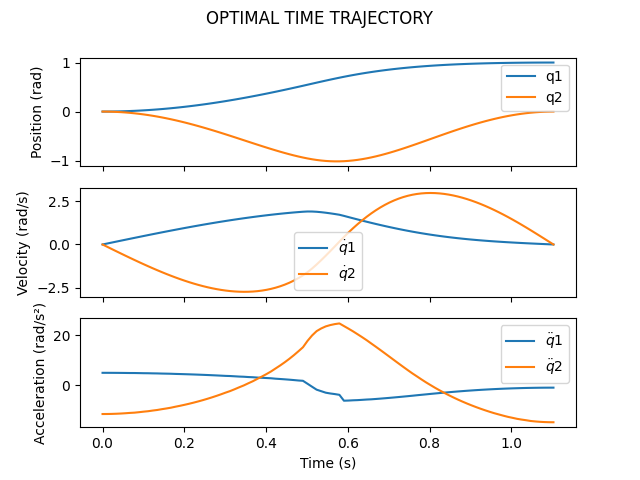 OPTIMAL TIME TRAJECTORY
Position (rad)
1
0
−1
q1
q2
Velocity (rad/s)
2.5
0.0
−2.5
q̇1
q̇2
Acceleration (rad/s²)
20
0
q̈1
q̈2
0.0 0.2 0.4 0.6 0.8 1.0
Time (s)